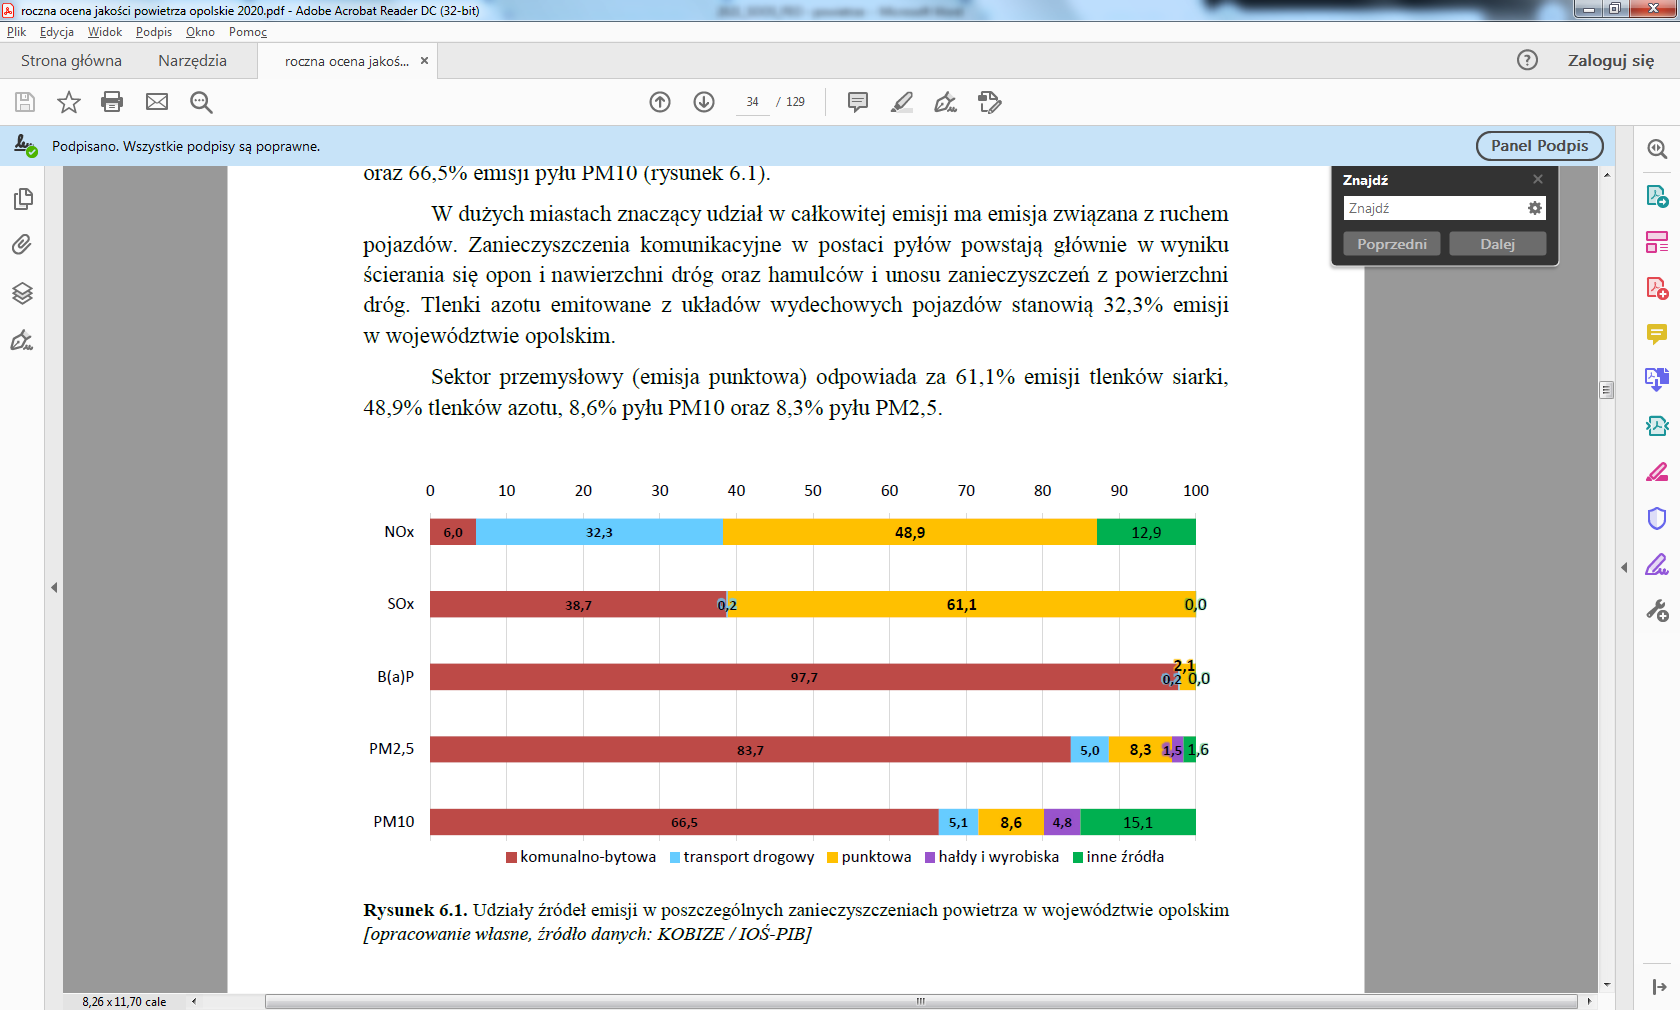 roczna ocena jakości powietrza opolskie 2020.pdf - Adobe Acrobat Reader DC (32-bit)
Plik Edycja Widok Podpis Okno Pomoc
Strona główna Narzędzia roczna ocena jakoś... × ? Zaloguj się
34 / 129
Podpisano. Wszystkie podpisy są poprawne. Panel Podpis
oraz 66,5% emisji pyłu PM10 (rysunek 6.1).
Znajdź
Znajdź
Poprzedni Dalej
W dużych miastach znaczący udział w całkowitej emisji ma emisja związana z ruchem
pojazdów. Zanieczyszczenia komunikacyjne w postaci pyłów powstają głównie w wyniku
ścierania się opon i nawierzchni dróg oraz hamulców i unosu zanieczyszczeń z powierzchni
dróg. Tlenki azotu emitowane z układów wydechowych pojazdów stanowią 32,3% emisji
w województwie opolskim.
Sektor przemysłowy (emisja punktowa) odpowiada za 61,1% emisji tlenków siarki,
48,9% tlenków azotu, 8,6% pyłu PM10 oraz 8,3% pyłu PM2,5.
0 10 20 30 40 50 60 70 80 90 100
NOx 6,0 32,3 48,9 12,9
SOx 38,7 0,2 61,1 0,0
B(a)P 97,7 0,2 2,1 0,0
PM2,5 83,7 5,0 8,3 1,5 1,6
PM10 66,5 5,1 8,6 4,8 15,1
komunalno-bytowa transport drogowy punktowa hałdy i wyrobiska inne źródła
Rysunek 6.1. Udziały źródeł emisji w poszczególnych zanieczyszczeniach powietrza w województwie opolskim
[opracowanie własne, źródło danych: KOBIZE / IOŚ-PIB]
8,26 x 11,70 cale